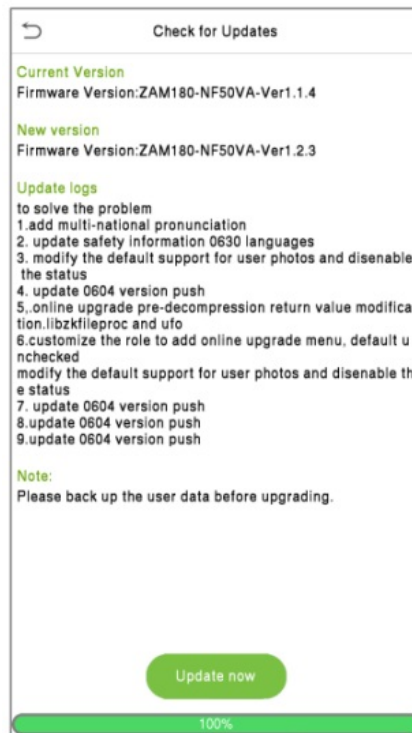 Check for Updates
Current Version
Firmware Version:ZAM180-NF50VA-Ver1.1.4
New version
Firmware Version:ZAM180-NF50VA-Ver1.2.3
Update logs
to solve the problem
1.add multi-national pronunciation
2. update safety information 0630 languages
3. modify the default support for user photos and disenable
the status
4. update 0604 version push
5,.online upgrade pre-decompression return value modifica
tion.libzkfileproc and ufo
6.customize the role to add online upgrade menu, default u
nchecked
modify the default support for user photos and disenable th
e status
7. update 0604 version push
8.update 0604 version push
9.update 0604 version push
Note:
Please back up the user data before upgrading.
Update now
100%